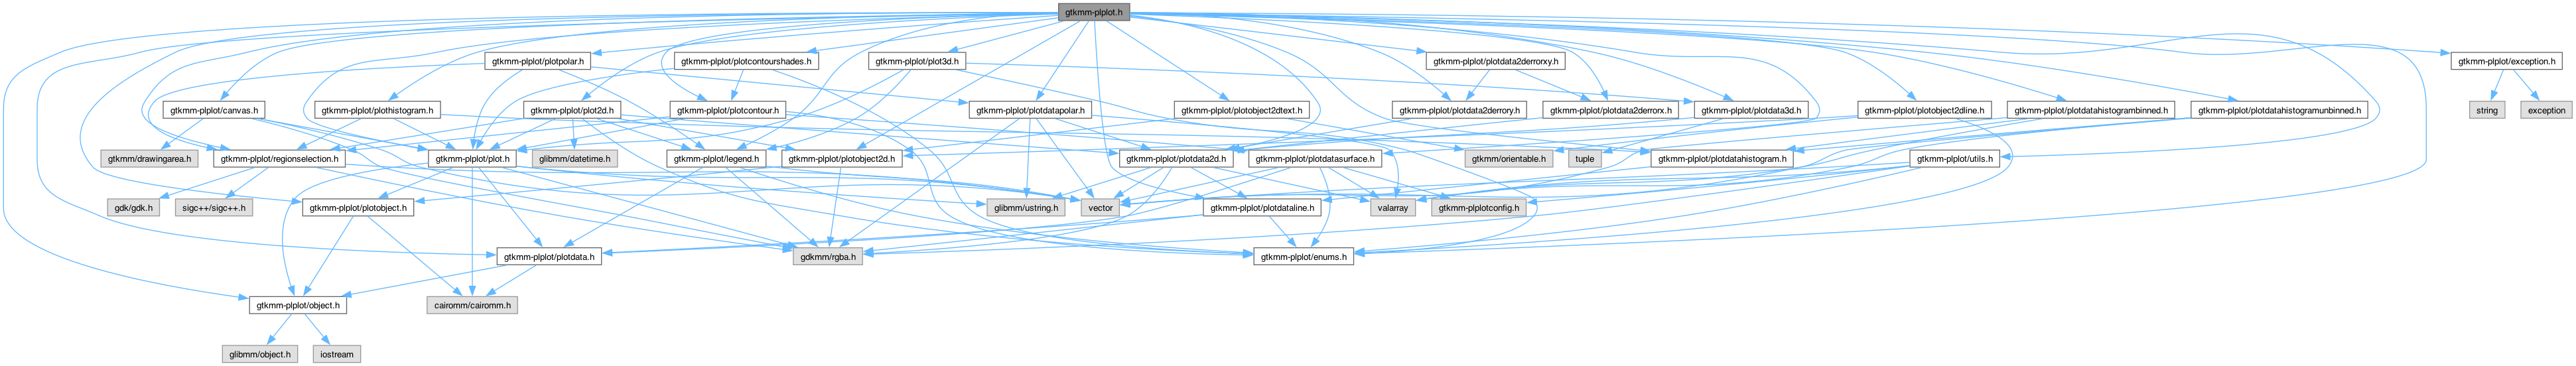 gtkmm-plplot.h
gtkmm-plplot/plotpolar.h
gtkmm-plplot/plotcontourshades.h
gtkmm-plplot/plot3d.h
gtkmm-plplot/plotdata2derrorxy.h
gtkmm-plplot/exception.h
gtkmm-plplot/canvas.h
gtkmm-plplot/plothistogram.h
gtkmm-plplot/plot2d.h
gtkmm-plplot/plotcontour.h
gtkmm-plplot/plotdatapolar.h
gtkmm-plplot/plotobject2dtext.h
gtkmm-plplot/plotdata2derrory.h
gtkmm-plplot/plotdata2derrorx.h
gtkmm-plplot/plotdata3d.h
gtkmm-plplot/plotobject2dline.h
gtkmm-plplot/plotdatahistogrambinned.h
gtkmm-plplot/plotdatahistogramunbinned.h
string
exception
gtkmm/drawingarea.h
gtkmm-plplot/regionselection.h
gtkmm-plplot/plot.h
glibmm/datetime.h
gtkmm-plplot/legend.h
gtkmm-plplot/plotobject2d.h
gtkmm-plplot/plotdata2d.h
gtkmm-plplot/plotdatasurface.h
gtkmm/orientable.h
tuple
gtkmm-plplot/plotdatahistogram.h
gtkmm-plplot/utils.h
gdk/gdk.h
sigc++/sigc++.h
gtkmm-plplot/plotobject.h
glibmm/ustring.h
vector
gtkmm-plplot/plotdataline.h
valarray
gtkmm-plplotconfig.h
gtkmm-plplot/plotdata.h
gdkmm/rgba.h
gtkmm-plplot/enums.h
gtkmm-plplot/object.h
cairomm/cairomm.h
glibmm/object.h
iostream